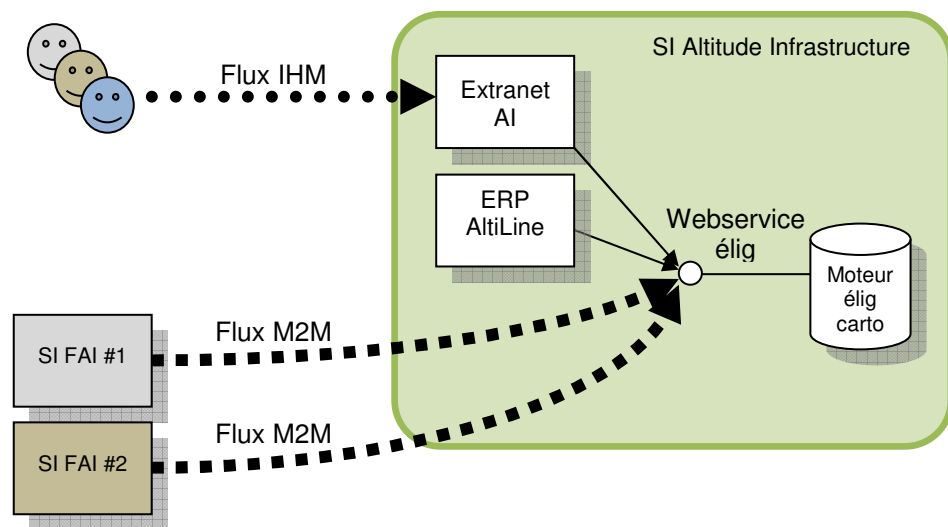 SI Altitude Infrastructure
Flux IHM
Extranet
AI
ERP
AltiLine
Webservice
élig
Moteur
élig
carto
Flux M2M
SI FAI #1
Flux M2M
SI FAI #2